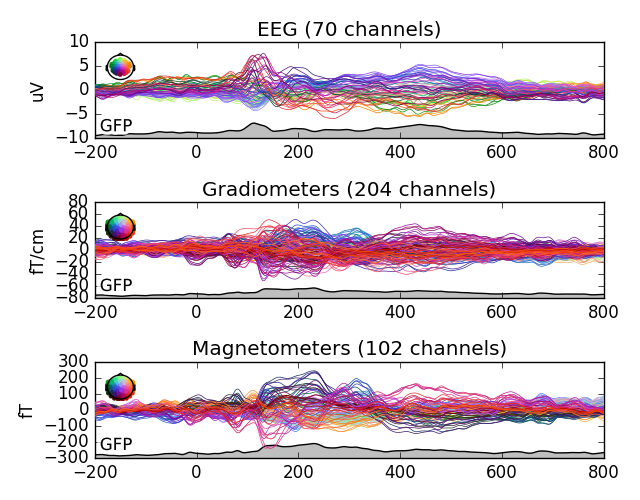 EEG (70 channels)
10
5
0
−5
−10
uV
GFP
−200 0 200 400 600 800
Gradiometers (204 channels)
80
60
40
20
0
−20
−40
−60
−80
fT/cm
GFP
−200 0 200 400 600 800
Magnetometers (102 channels)
300
200
100
0
−100
−200
−300
fT
GFP
−200 0 200 400 600 800